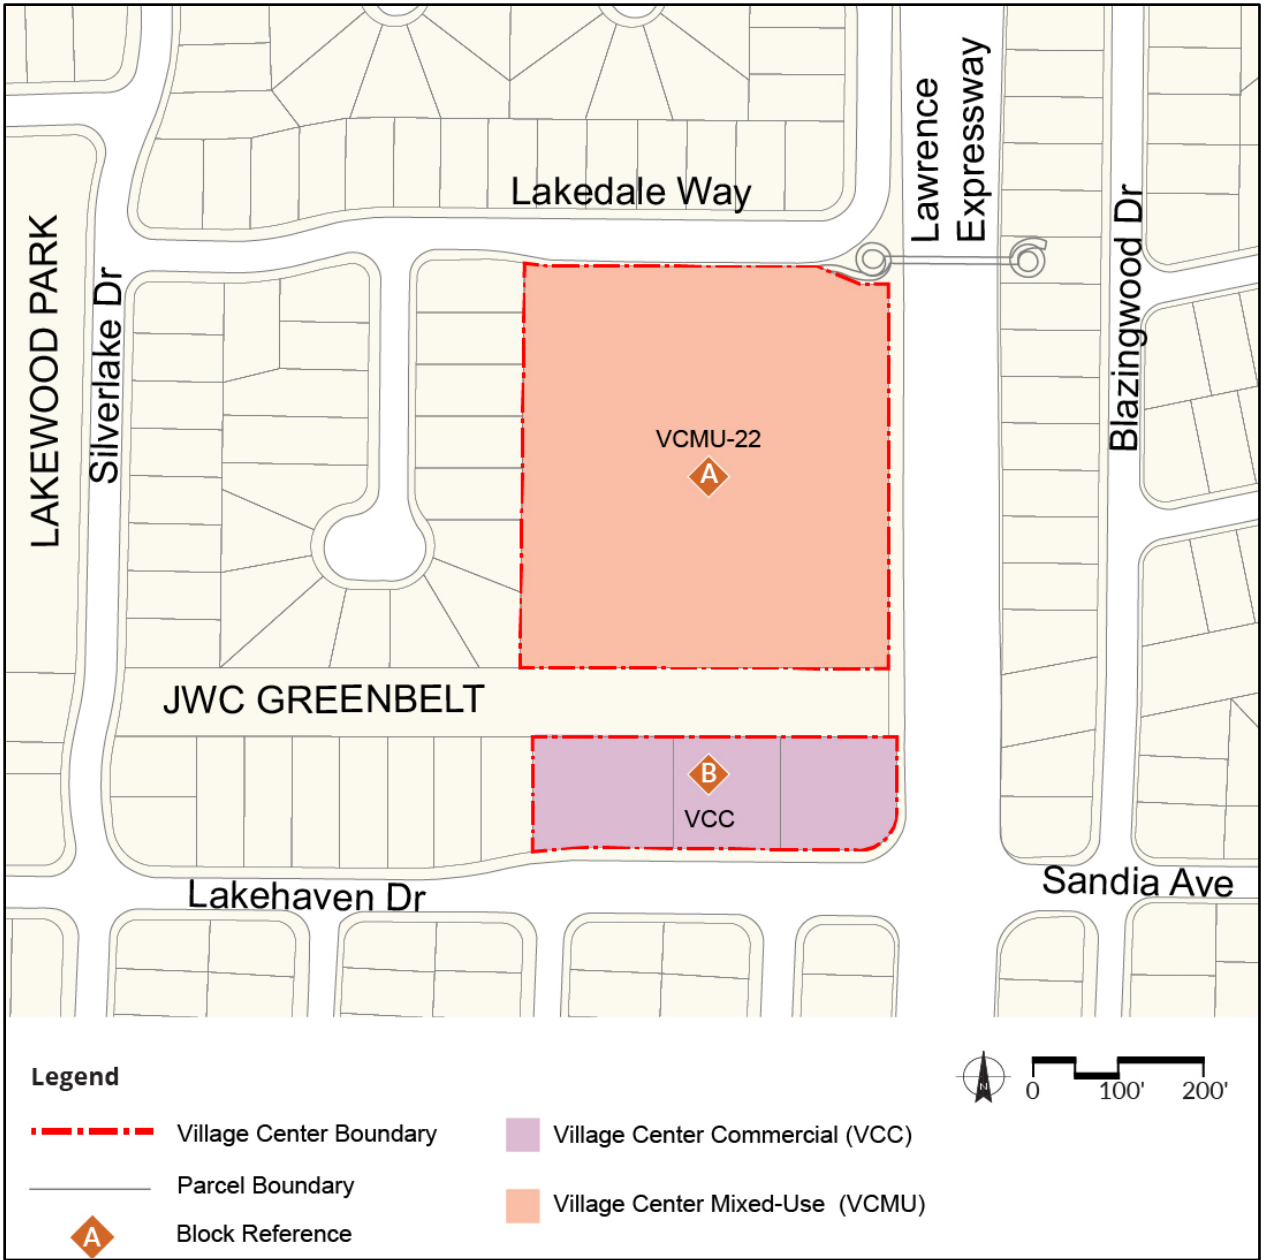 Lakedale Way
Lawrence
Expressway
Blazingwood Dr
LAKEWOOD PARK
Silverlake Dr
VCMU-22
A
JWC GREENBELT
B
VCC
Lakehaven Dr
Sandia Ave
Legend
N
0 100' 200'
Village Center Boundary
Village Center Commercial (VCC)
Parcel Boundary
Village Center Mixed-Use (VCMU)
A
Block Reference